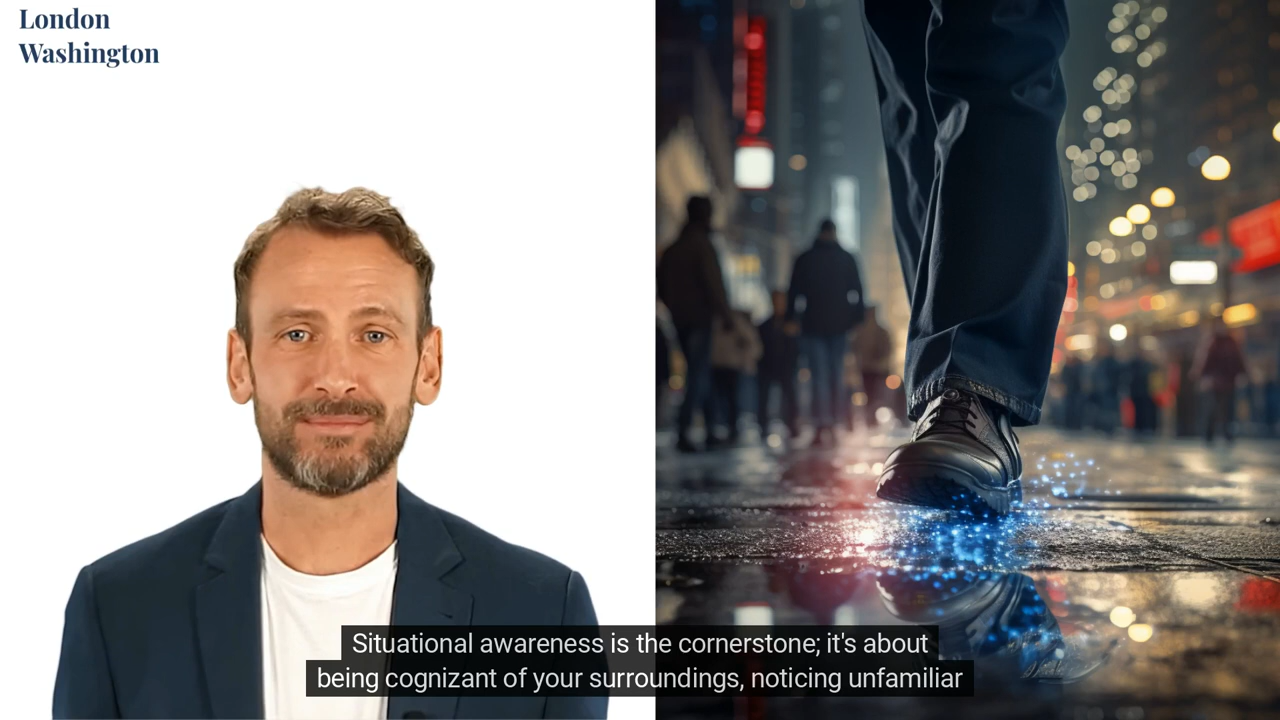 London
Washington
Situational awareness is the cornerstone; it's about
being cognizant of your surroundings, noticing unfamiliar